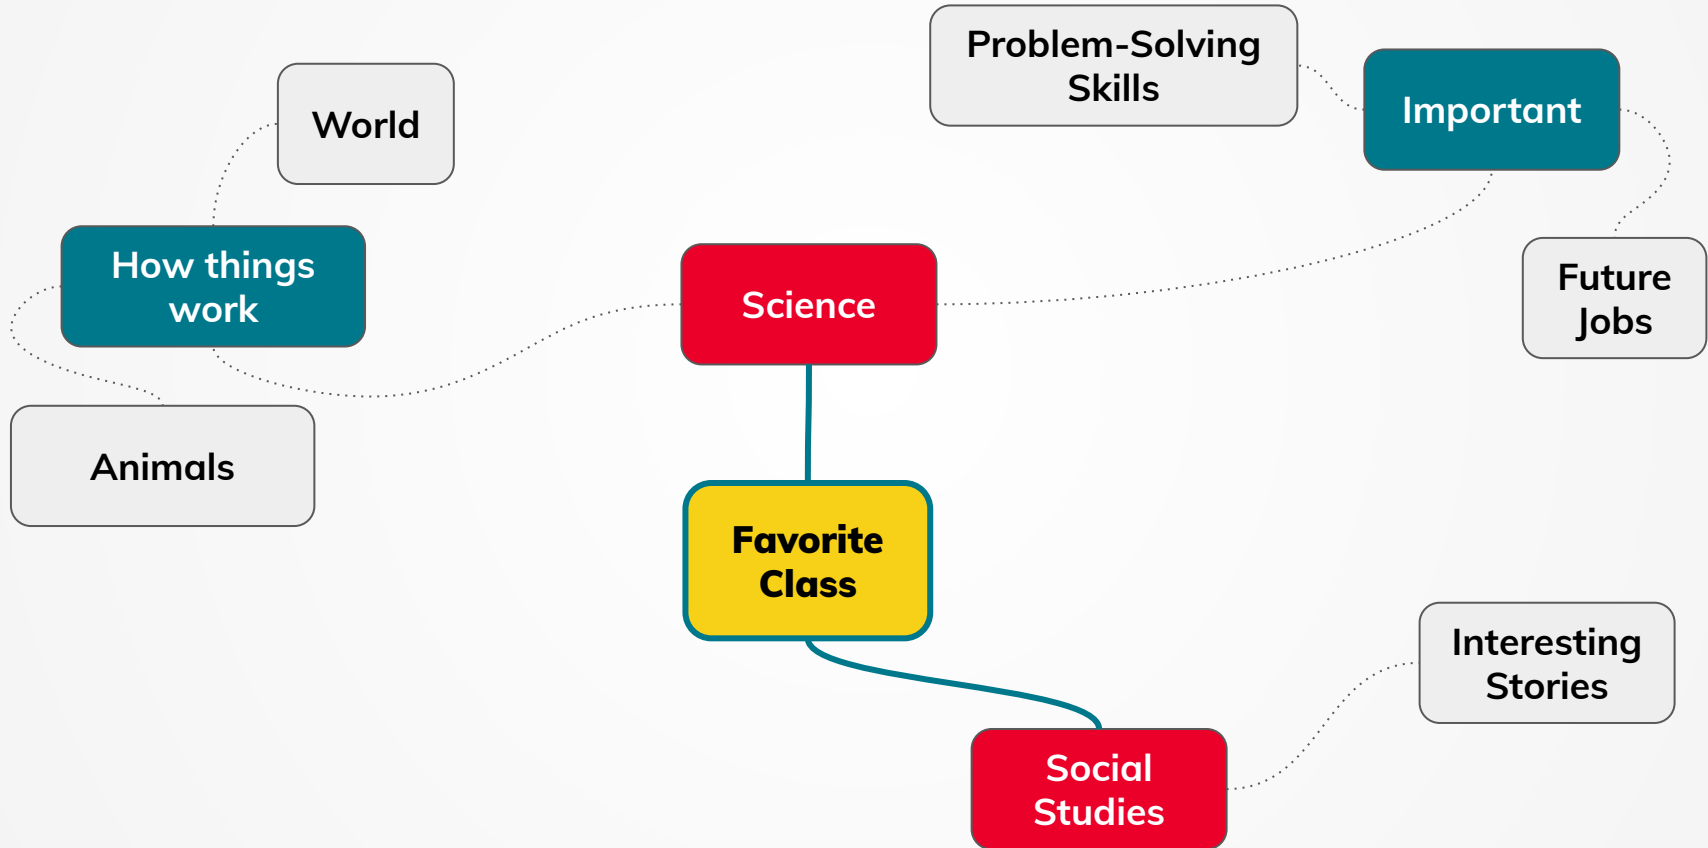 Problem-Solving
Skills
World
Important
How things
work
Science
Future
Jobs
Animals
Favorite
Class
Interesting
Stories
Social
Studies